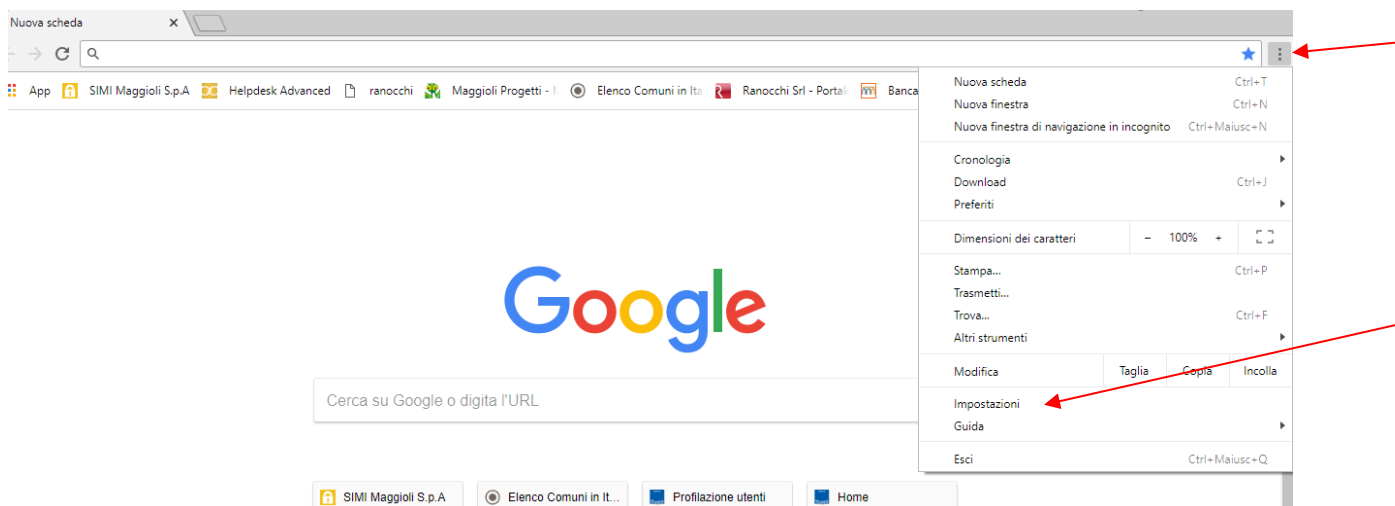 Nuova scheda
App SIMI Maggioli S.p.A Helpdesk Advanced ranocchi Maggioli Progetti - Elenco Comuni in Ita Ranocchi Srl - Portal Banca
Nuova scheda Ctrl+T
Nuova finestra Ctrl+N
Nuova finestra di navigazione in incognito Ctrl+Maiusc+N
Cronologia
Download Ctrl+J
Preferiti
Dimensioni dei caratteri - 100% +
Stampa... Ctrl+P
Trasmetti...
Trova... Ctrl+F
Altri strumenti
Modifica Taglia Copia Incolla
Impostazioni
Guida
Esci Ctrl+Maiusc+Q
Google
Cerca su Google o digita l'URL
SIMI Maggioli S.p.A Elenco Comuni in It... Profilazione utenti Home